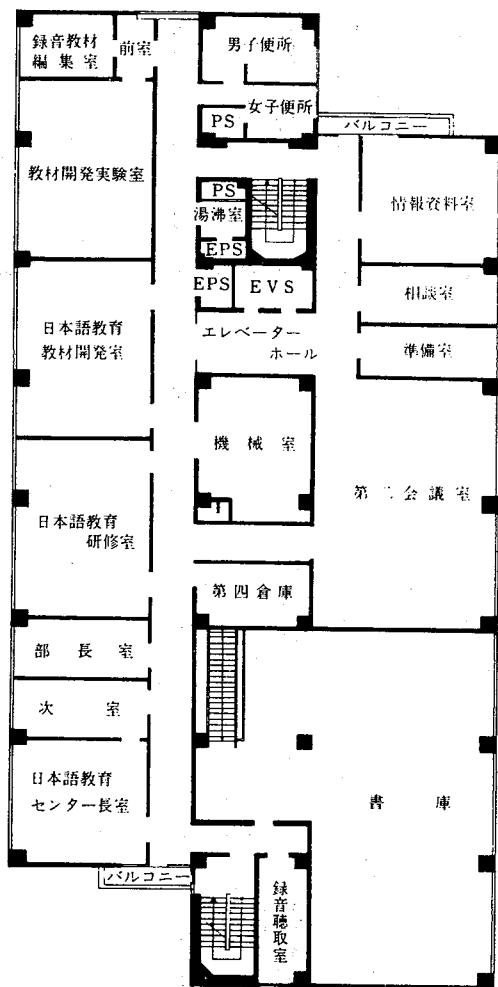 録音教材
編集室
前室
男子便所
女子便所
PS
バルコニー
教材開発実験室
PS
湯沸室
EPS
情報資料室
EPS
EVS
相談室
日本語教育
教材開発室
エレベーター
ホール
準備室
機械室
第二会議室
日本語教育
研修室
第四倉庫
部長室
次室
日本語教育
センター長室
書庫
バルコニー
録音聴取室